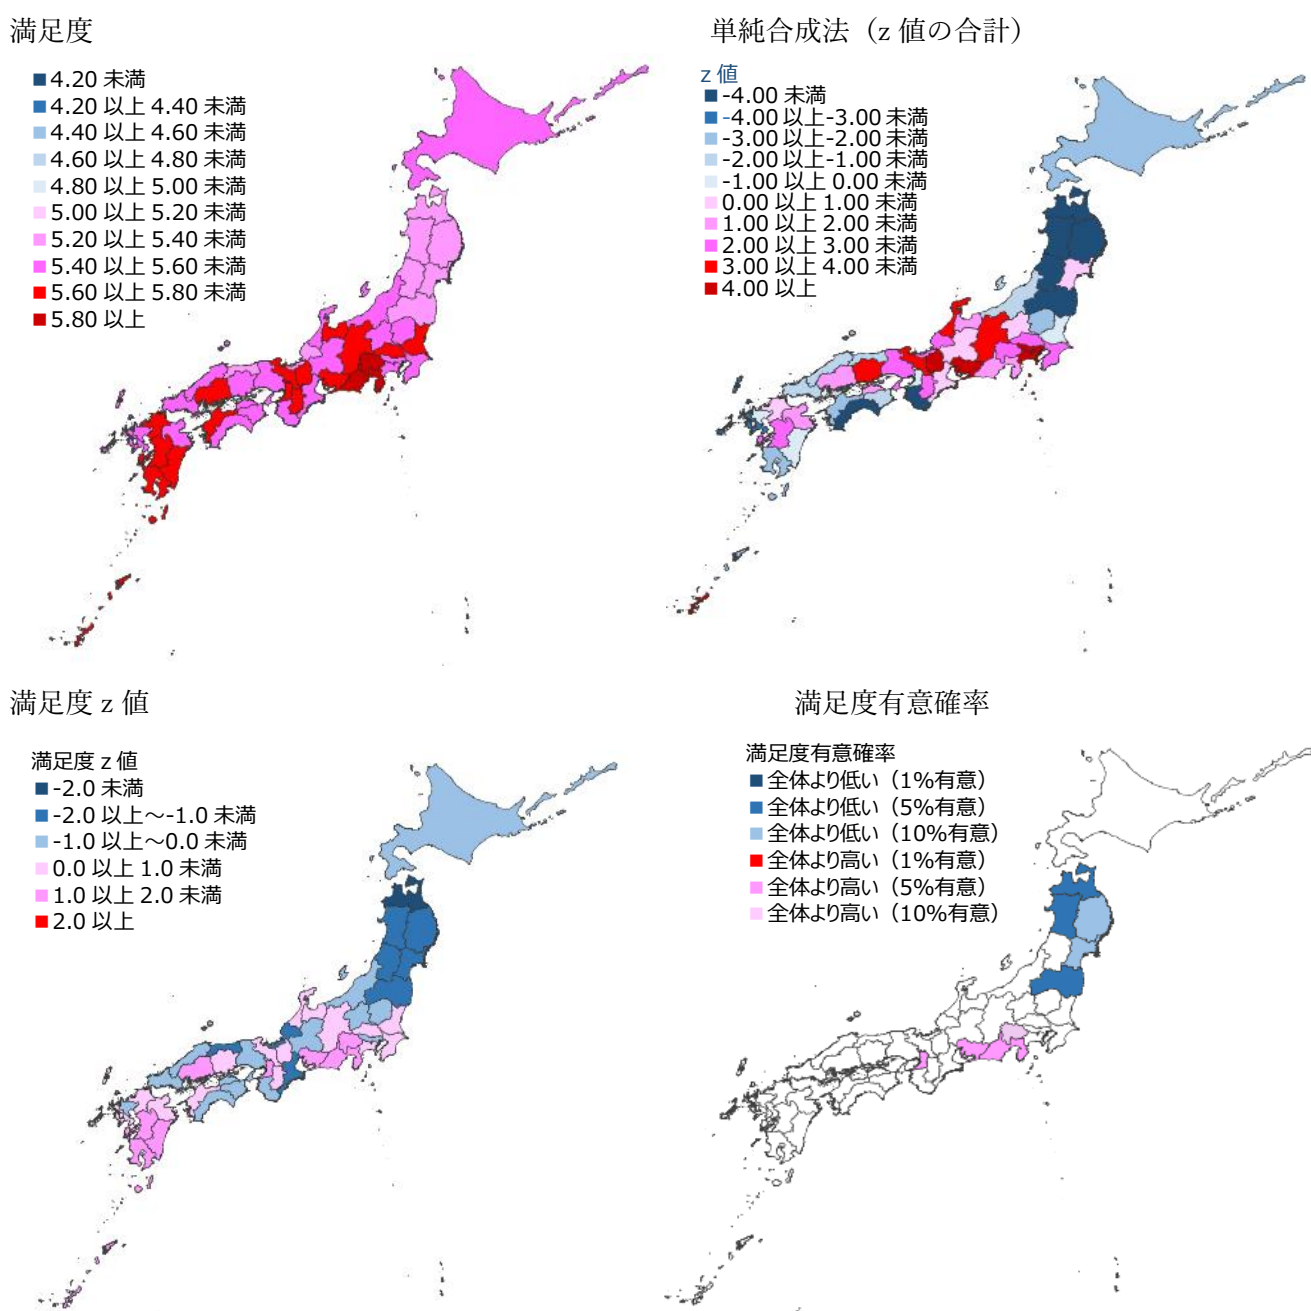 満足度
4.20 未満
4.20 以上 4.40 未満
4.40 以上 4.60 未満
4.60 以上 4.80 未満
4.80 以上 5.00 未満
5.00 以上 5.20 未満
5.20 以上 5.40 未満
5.40 以上 5.60 未満
5.60 以上 5.80 未満
5.80 以上
単純合成法（z 値の合計）
z 値
-4.00 未満
-4.00 以上-3.00 未満
-3.00 以上-2.00 未満
-2.00 以上-1.00 未満
-1.00 以上 0.00 未満
0.00 以上 1.00 未満
1.00 以上 2.00 未満
2.00 以上 3.00 未満
3.00 以上 4.00 未満
4.00 以上
満足度 z 値
満足度 z 値
-2.0 未満
-2.0 以上～-1.0 未満
-1.0 以上～0.0 未満
0.0 以上 1.0 未満
1.0 以上 2.0 未満
2.0 以上
満足度有意確率
満足度有意確率
全体より低い（1%有意）
全体より低い（5%有意）
全体より低い（10%有意）
全体より高い（1%有意）
全体より高い（5%有意）
全体より高い（10%有意）